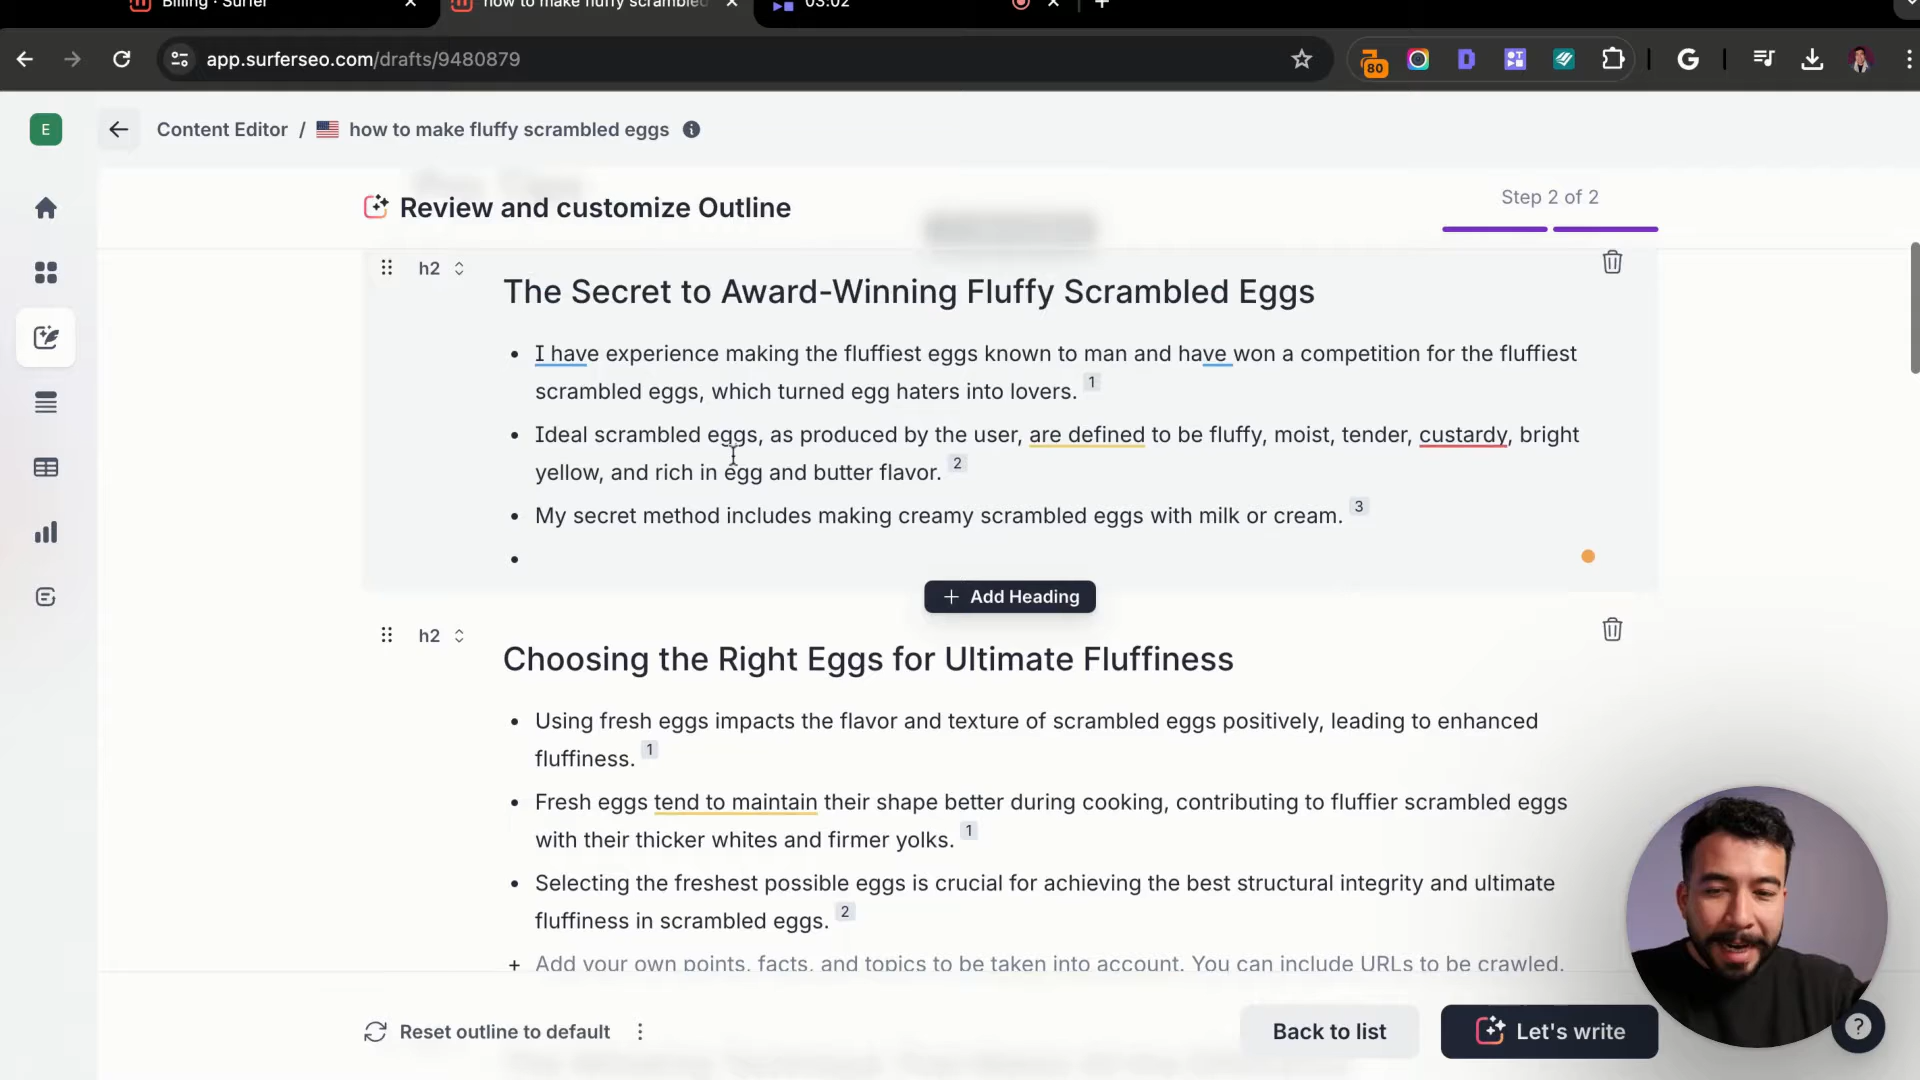 Billing · Surfer
how to make fluffy scrambled
03:02
app.surferseo.com/drafts/9480879
80
E
Content Editor / how to make fluffy scrambled eggs
Review and customize Outline
Step 2 of 2
h2
The Secret to Award-Winning Fluffy Scrambled Eggs
I have experience making the fluffiest eggs known to man and have won a competition for the fluffiest
scrambled eggs, which turned egg haters into lovers. 1
Ideal scrambled eggs, as produced by the user, are defined to be fluffy, moist, tender, custardy, bright
yellow, and rich in egg and butter flavor. 2
My secret method includes making creamy scrambled eggs with milk or cream. 3
+ Add Heading
h2
Choosing the Right Eggs for Ultimate Fluffiness
Using fresh eggs impacts the flavor and texture of scrambled eggs positively, leading to enhanced
fluffiness. 1
Fresh eggs tend to maintain their shape better during cooking, contributing to fluffier scrambled eggs
with their thicker whites and firmer yolks. 1
Selecting the freshest possible eggs is crucial for achieving the best structural integrity and ultimate
fluffiness in scrambled eggs. 2
+ Add your own points, facts, and topics to be taken into account. You can include URLs to be crawled.
Reset outline to default
Back to list
Let's write
?